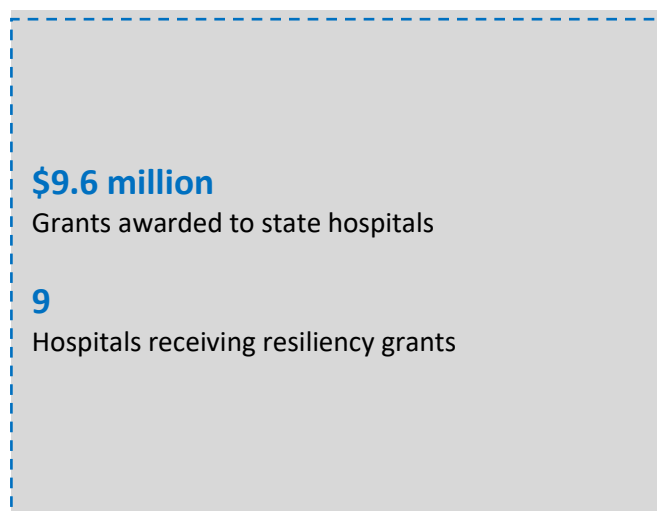 $9.6 million
Grants awarded to state hospitals
9
Hospitals receiving resiliency grants